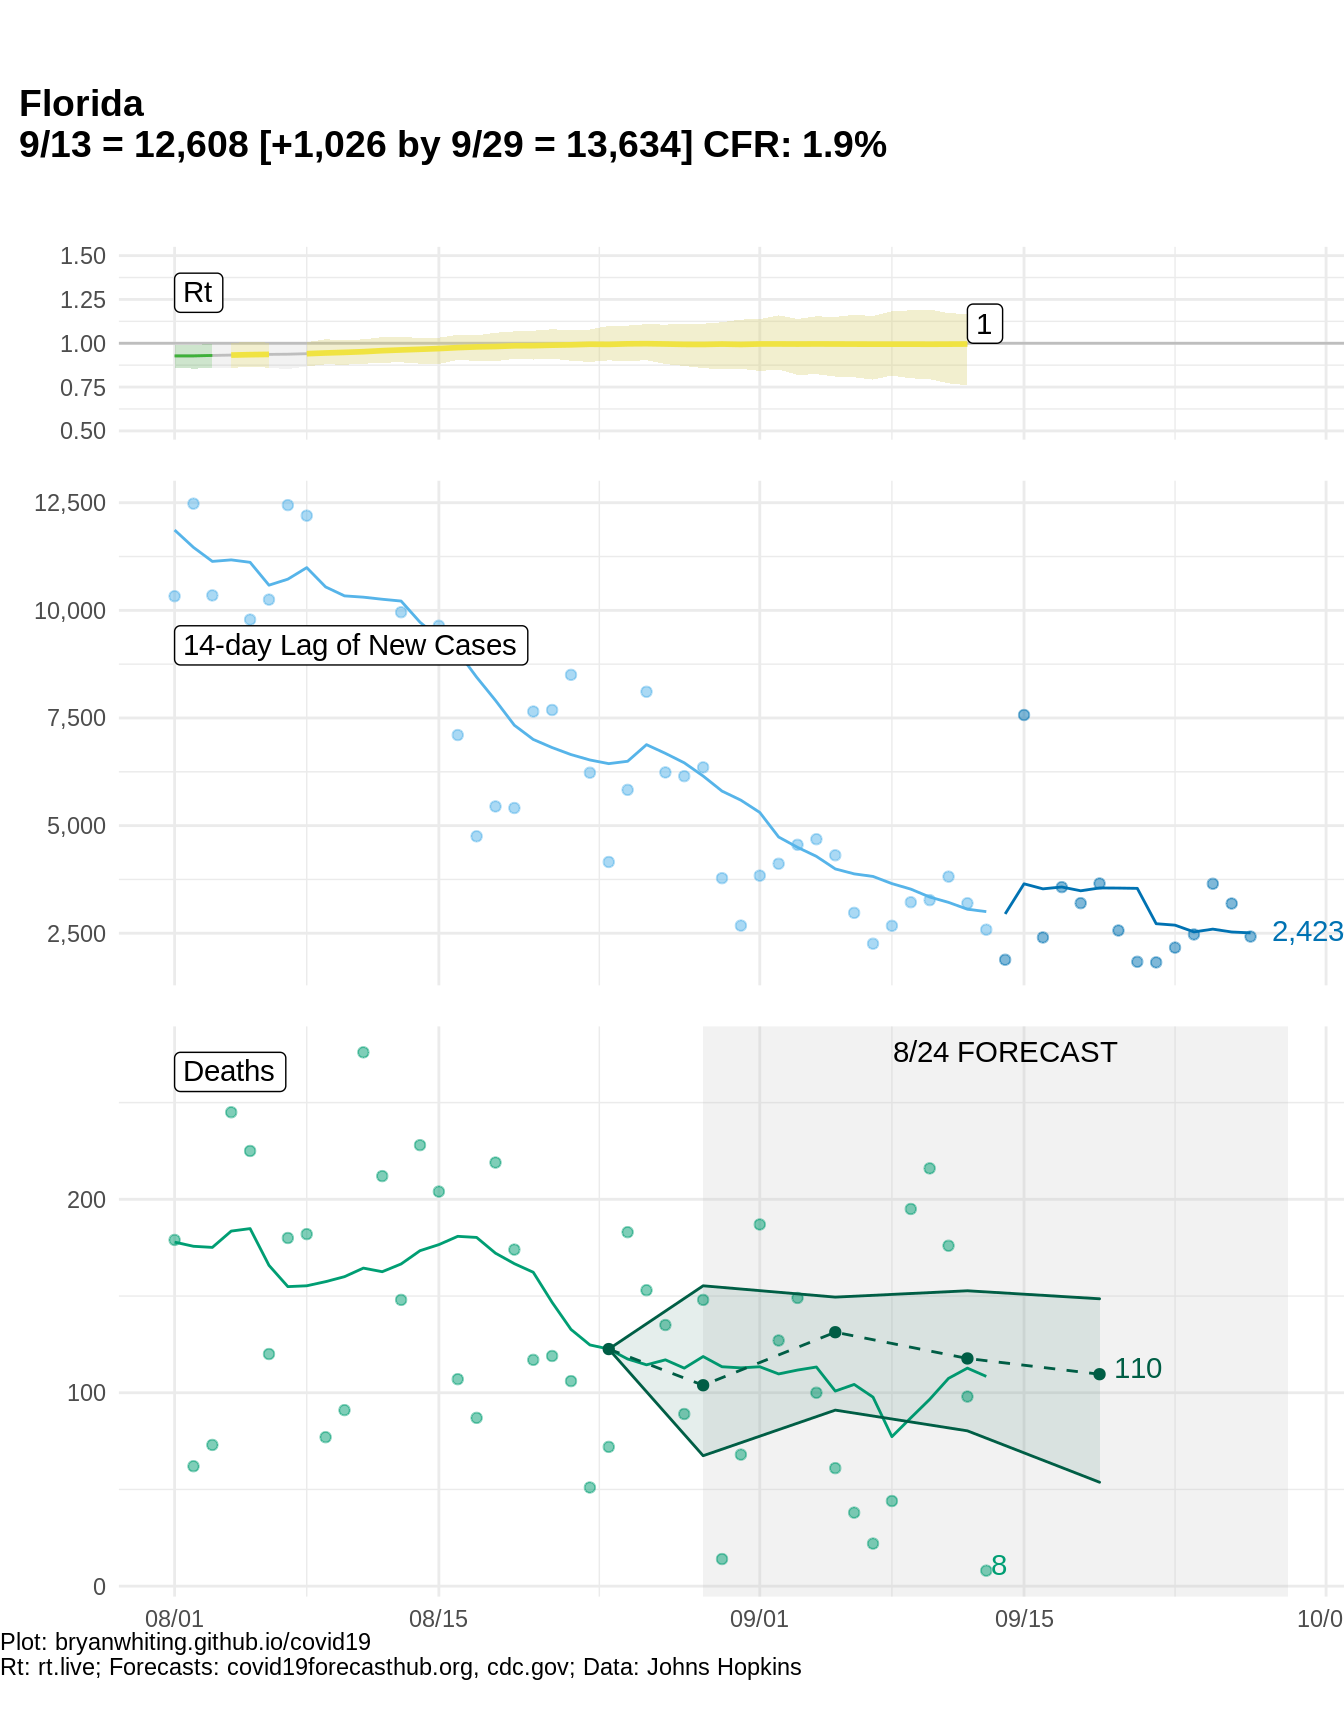 Florida
9/13 = 12,608 [+1,026 by 9/29 = 13,634] CFR: 1.9%
1.50
1.25
1.00
0.75
0.50
Rt
1
12,500
10,000
7,500
5,000
2,500
14-day Lag of New Cases
2,423
Deaths
8/24 FORECAST
200
100
0
110
8
08/01
08/15
09/01
09/15
10/0
Plot: bryanwhiting.github.io/covid19
Rt: rt.live; Forecasts: covid19forecasthub.org, cdc.gov; Data: Johns Hopkins